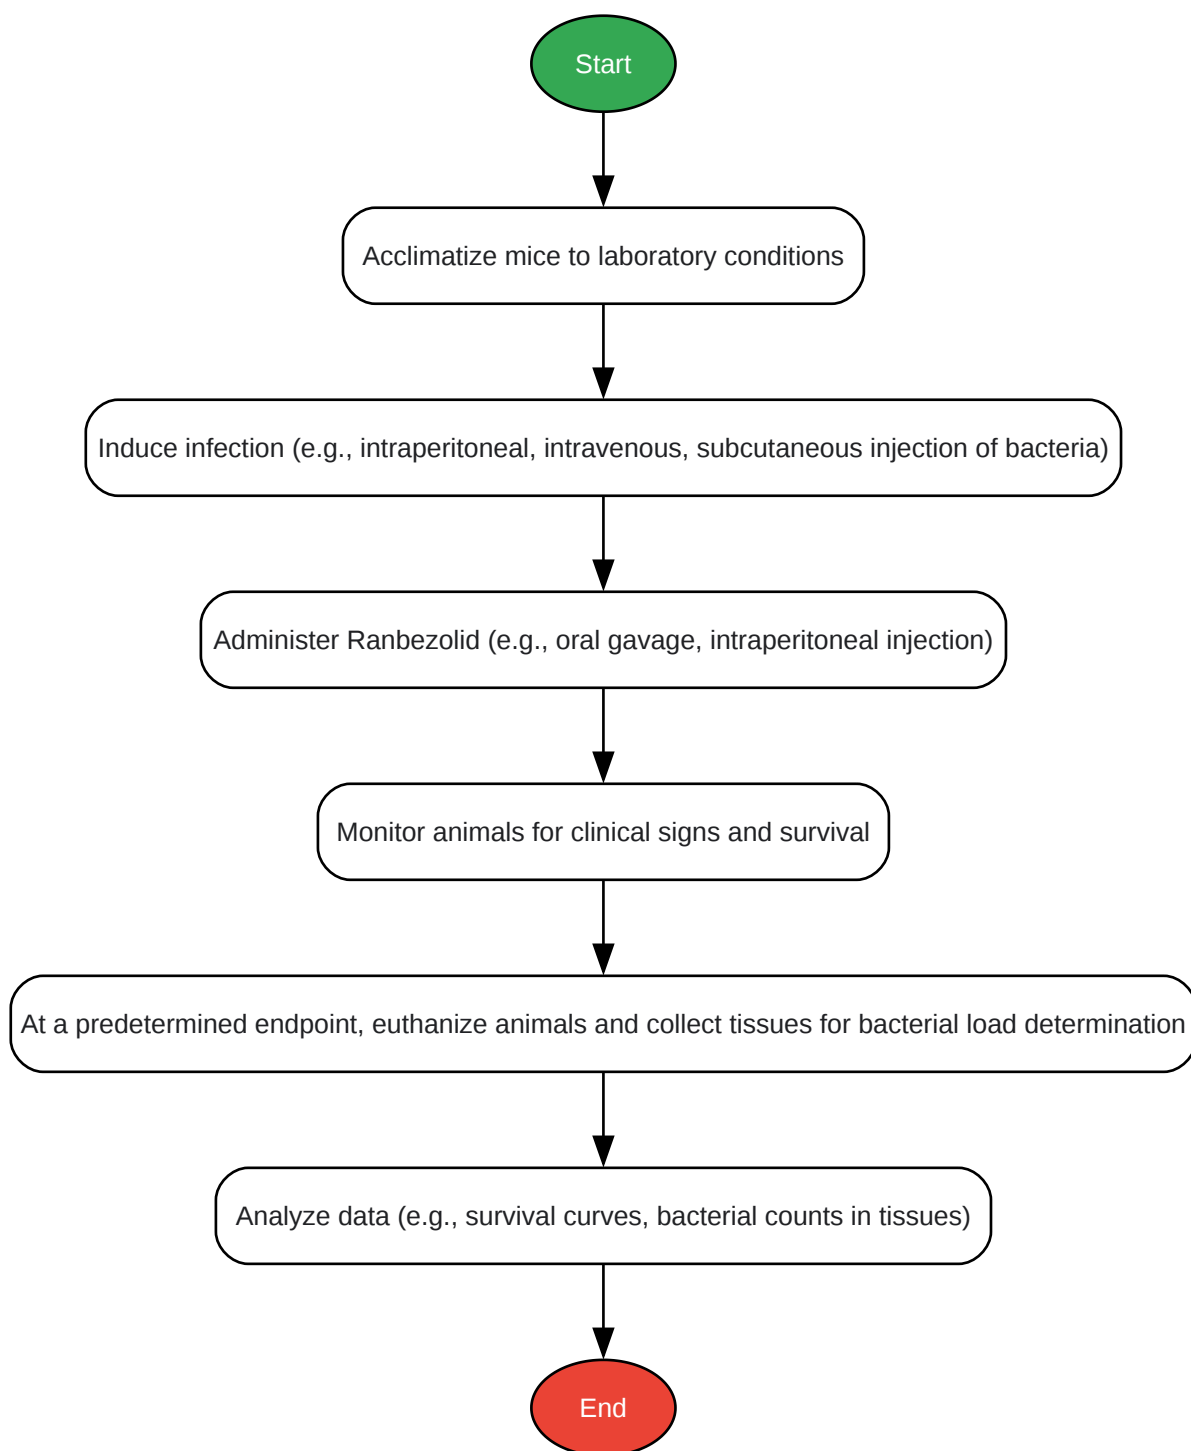 Start
Acclimatize mice to laboratory conditions
Induce infection (e.g., intraperitoneal, intravenous, subcutaneous injection of bacteria)
Administer Ranbezolid (e.g., oral gavage, intraperitoneal injection)
Monitor animals for clinical signs and survival
At a predetermined endpoint, euthanize animals and collect tissues for bacterial load determination
Analyze data (e.g., survival curves, bacterial counts in tissues)
End